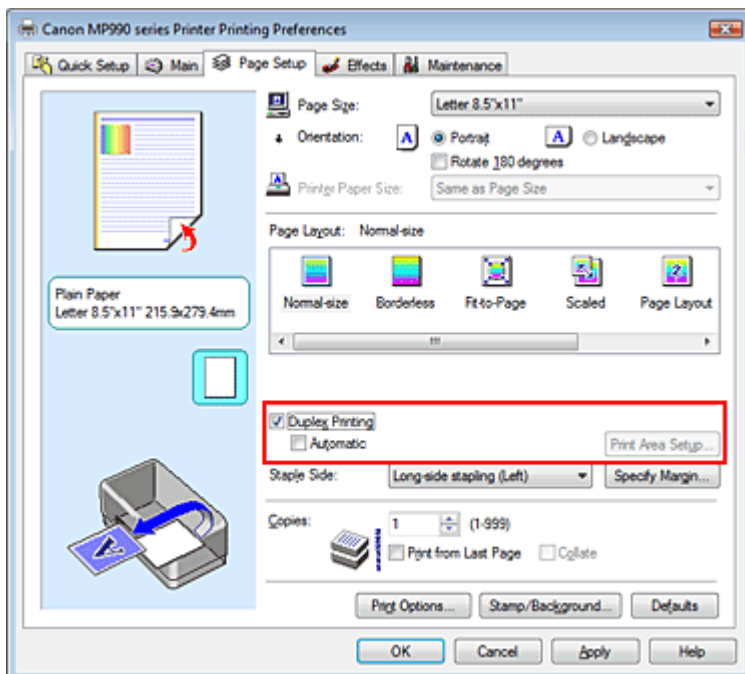 Canon MP990 series Printer Printing Preferences
Quick Setup Main Page Setup Effects Maintenance
Page Size: Letter 8.5"x11"
Orientation: A Portrait A Landscape
Rotate 180 degrees
Printer Paper Size: Same as Page Size
Page Layout: Normal-size
Normal-size Borderless Fit-to-Page Scaled Page Layout
Plain Paper
Letter 8.5"x11" 215.9x279.4mm
Duplex Printing
Automatic Print Area Setup...
Staple Side: Long-side stapling (Left) Specify Margin...
Copies: 1 (1-999)
Print from Last Page Collate
Print Options... Stamp/Background... Defaults
OK Cancel Apply Help